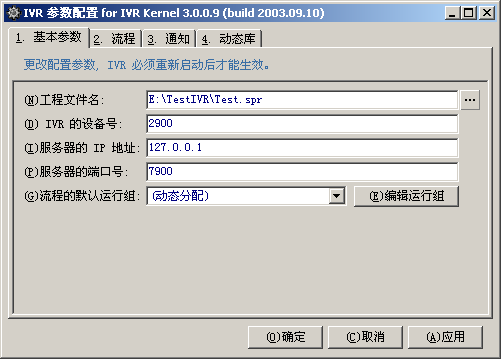 IVR 参数配置 for IVR Kernel 3.0.0.9 (build 2003.09.10)
1. 基本参数 2. 流程 3. 通知 4. 动态库
更改配置参数, IVR 必须重新启动后才能生效。
(N)工程文件名: E:\TestIVR\Test.spr ...
(D) IVR 的设备号: 2900
(I)服务器的 IP 地址: 127.0.0.1
(P)服务器的端口号: 7900
(G)流程的默认运行组: (动态分配) (E)编辑运行组
(O)确定 (C)取消 (A)应用